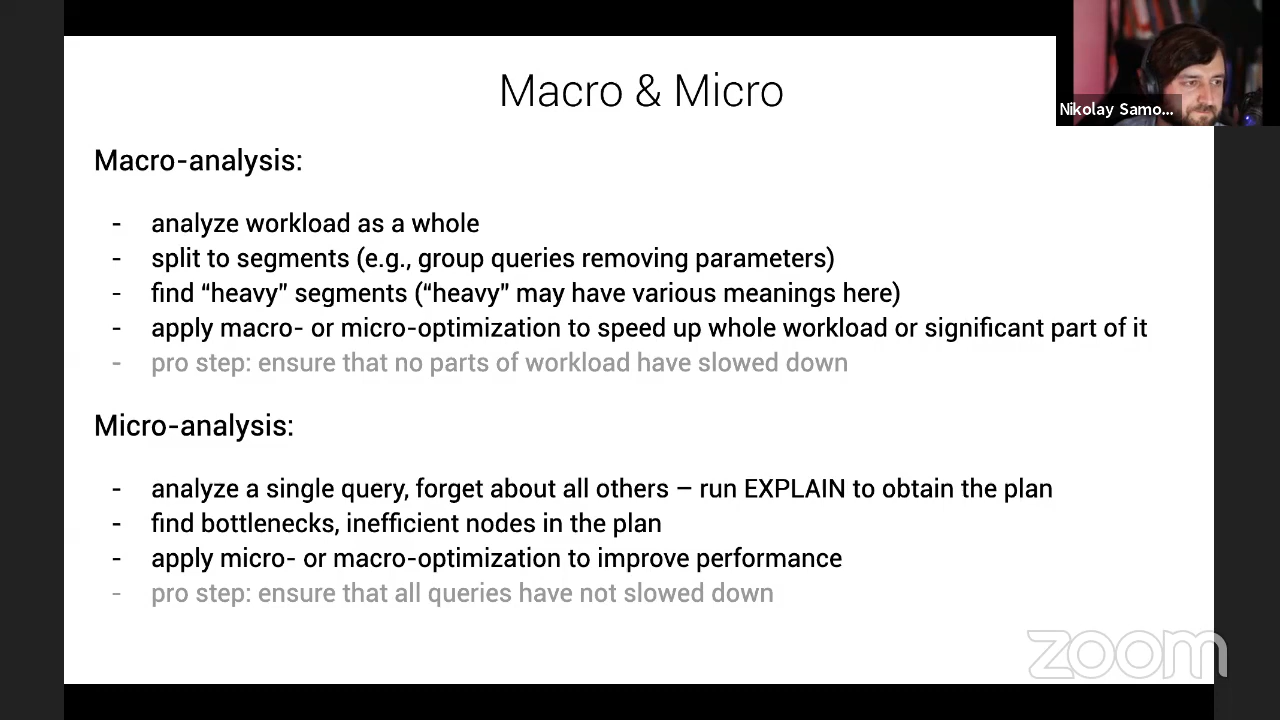 Macro & Micro
Nikolay Samo...
Macro-analysis:
- analyze workload as a whole
- split to segments (e.g., group queries removing parameters)
- find “heavy” segments (“heavy” may have various meanings here)
- apply macro- or micro-optimization to speed up whole workload or significant part of it
- pro step: ensure that no parts of workload have slowed down
Micro-analysis:
- analyze a single query, forget about all others – run EXPLAIN to obtain the plan
- find bottlenecks, inefficient nodes in the plan
- apply micro- or macro-optimization to improve performance
- pro step: ensure that all queries have not slowed down
zoom